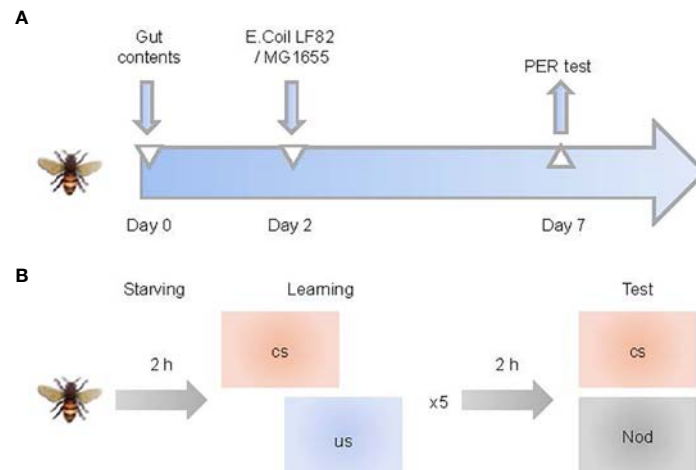 A
Gut
contents
E.Coil LF82
/ MG1655
PER test
Day 0
Day 2
Day 7
B
Starving
Learning
Test
2 h
cs
us
x5
2 h
cs
Nod